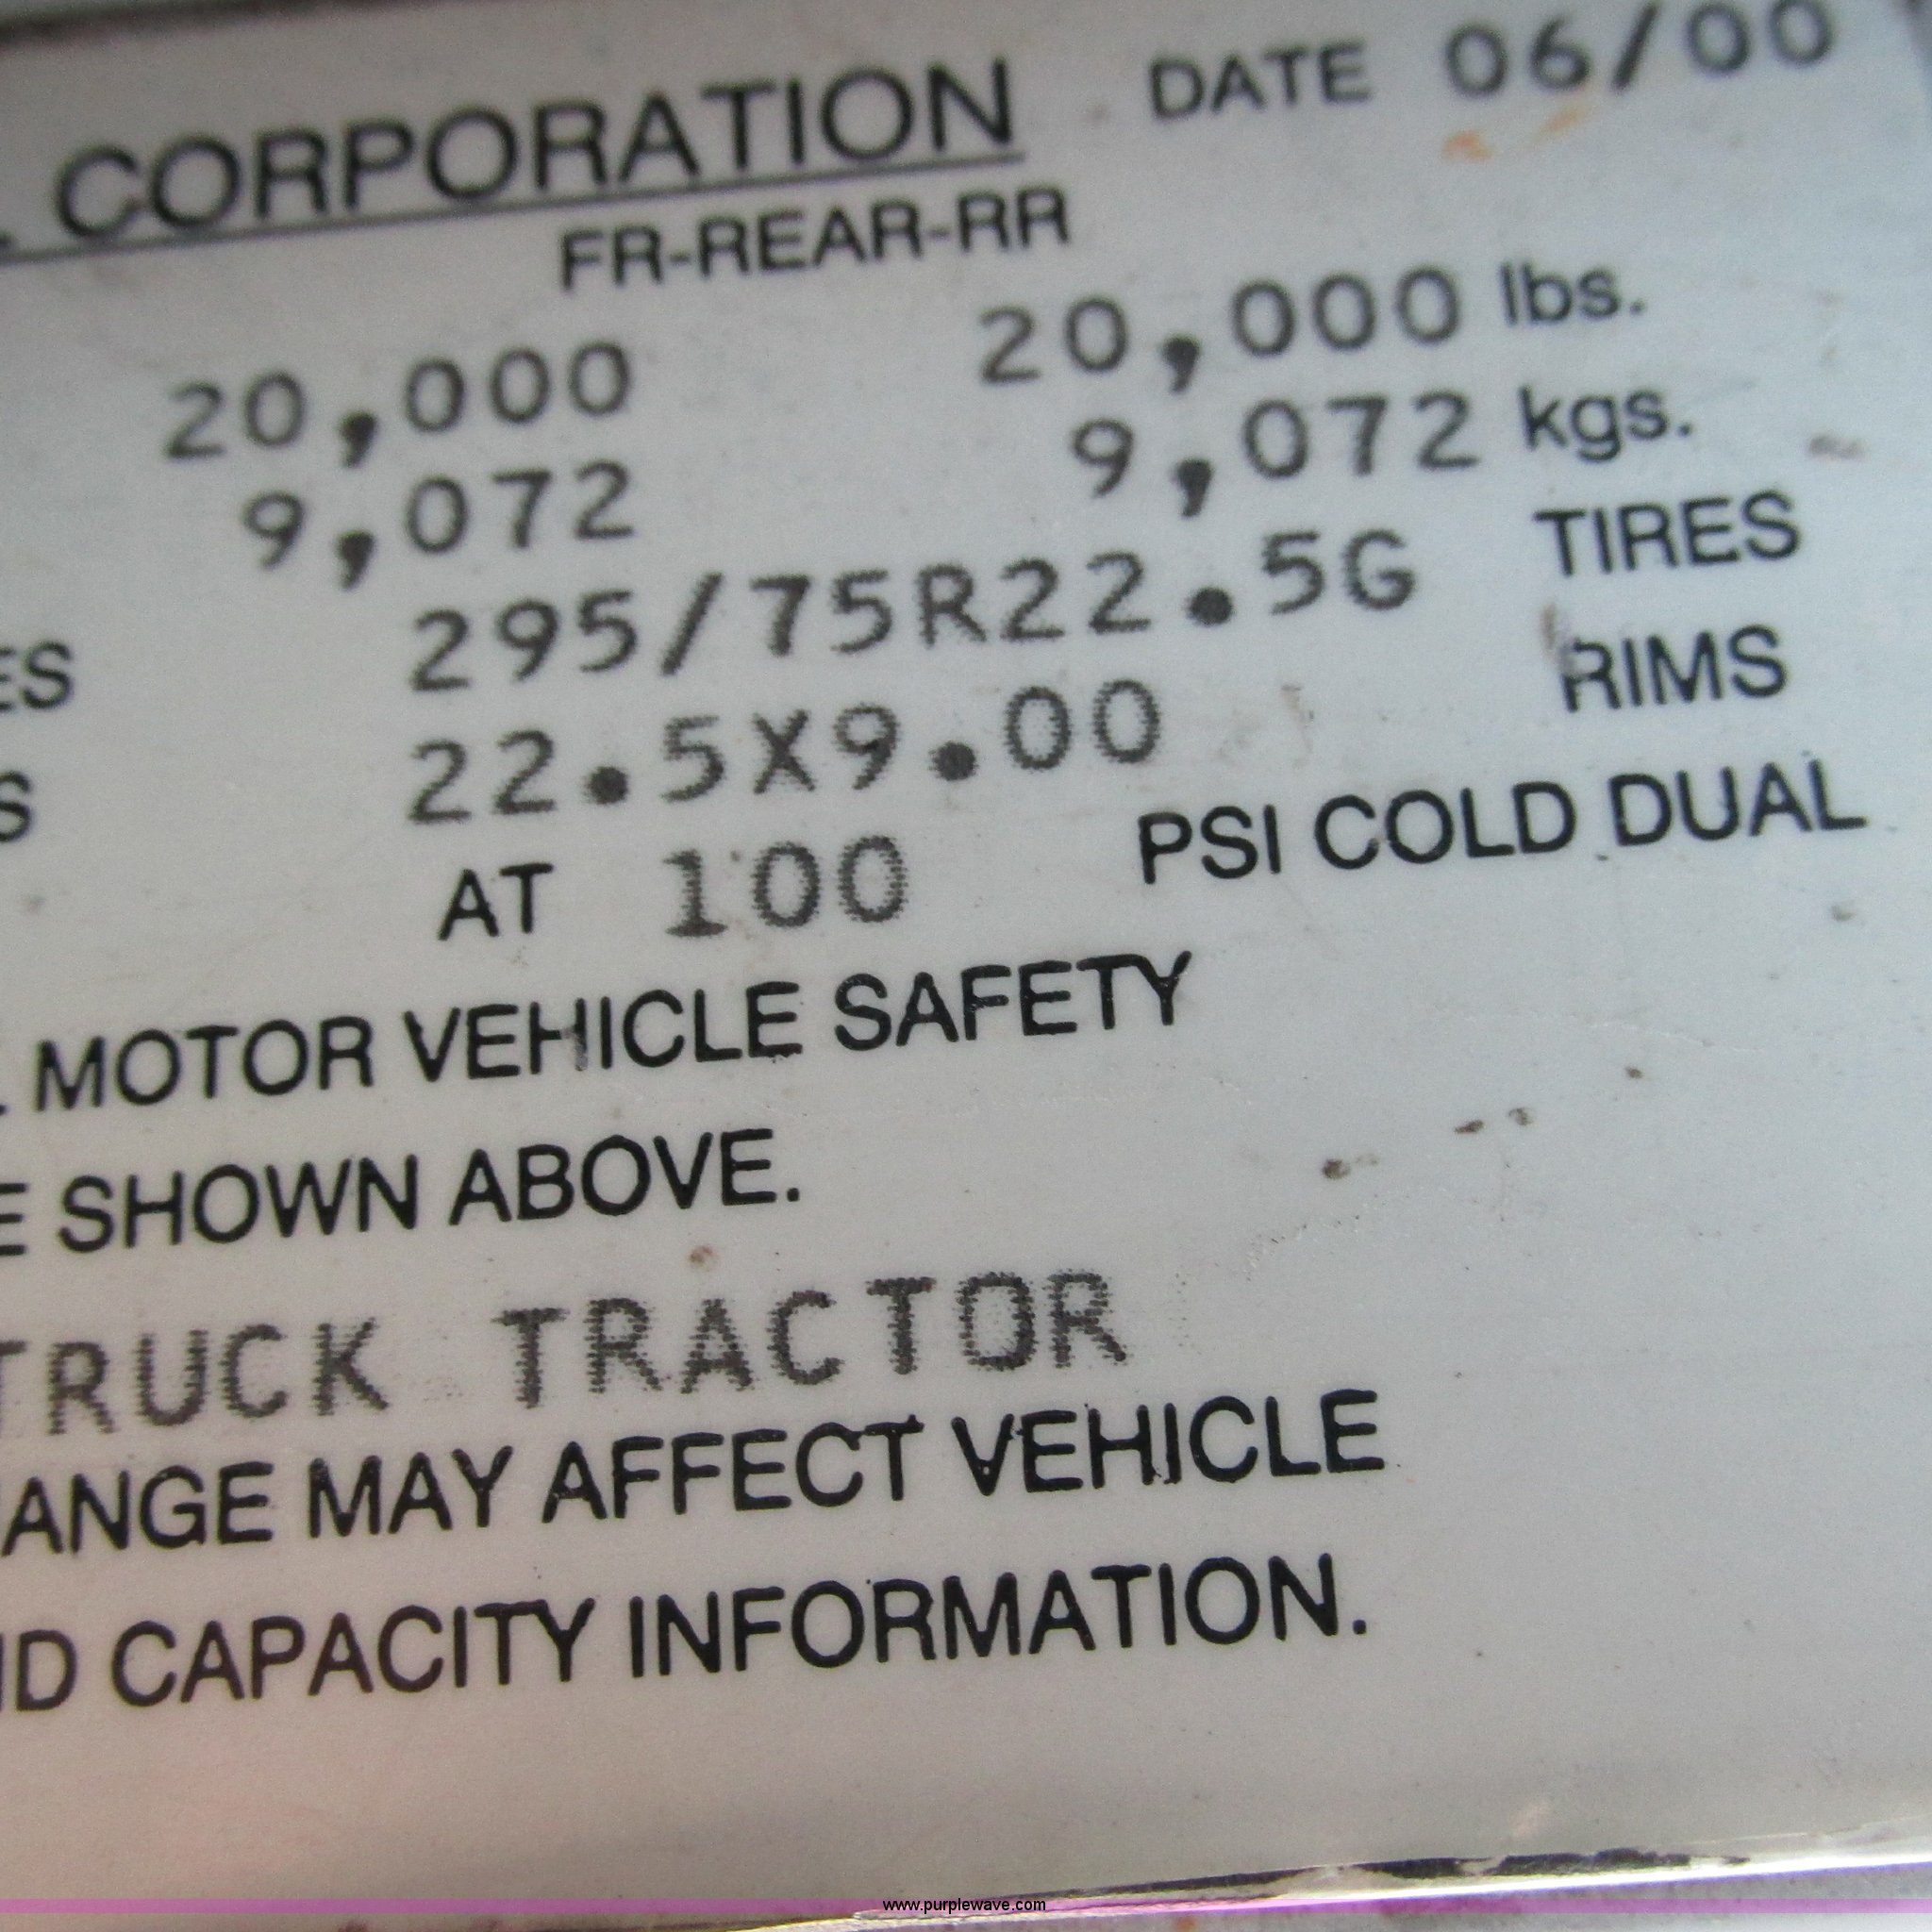 CORPORATION DATE 06/00
FR-REAR-RR
20,000 20,000 lbs.
9,072 9,072 kgs.
ES 295/75R22.5G TIRES
S 22.5X9.00 RIMS
AT 100 PSI COLD DUAL
MOTOR VEHICLE SAFETY
E SHOWN ABOVE.
TRUCK TRACTOR
ANGE MAY AFFECT VEHICLE
ND CAPACITY INFORMATION.
www.purplewave.com